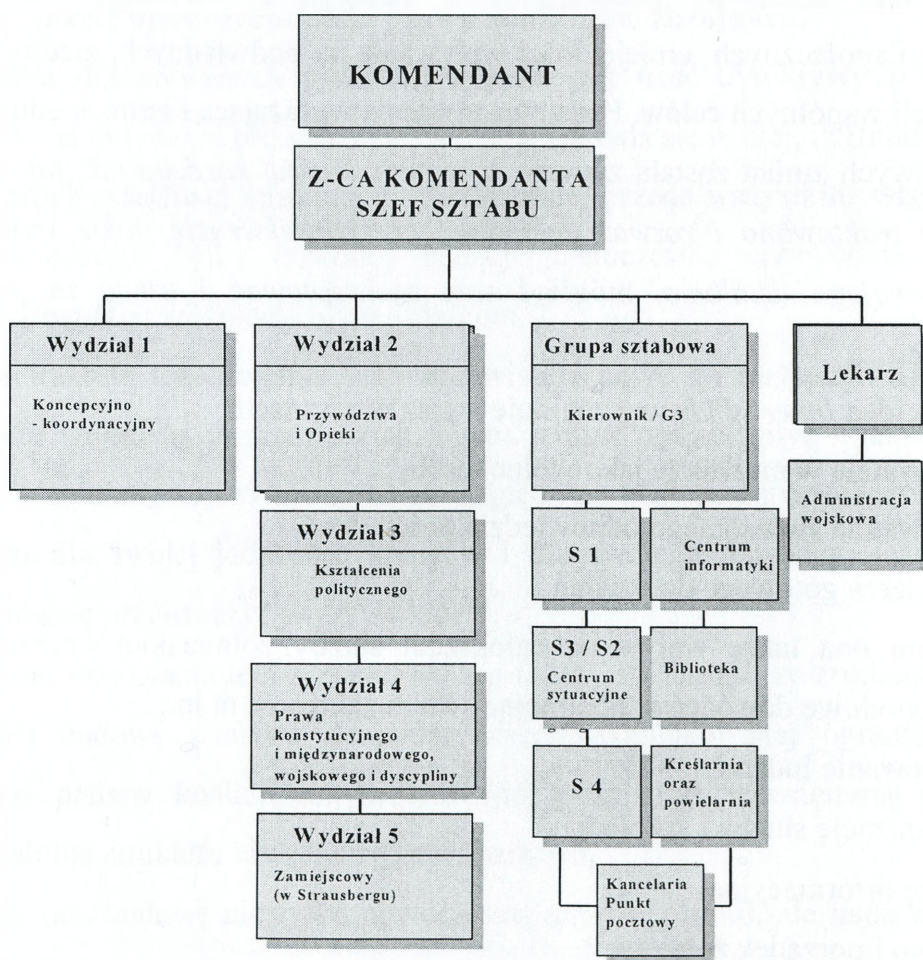 KOMENDANT
Z-CA KOMENDANTA
SZEF SZTABU
Wydział 1
Koncepcyjno
- koordynacyjny
Wydział 2
Przywództwa
i Opieki
Wydział 3
Kształcenia
politycznego
Wydział 4
Prawa
konstytucyjnego
i międzynarodowego,
wojskowego i dyscypliny
Wydział 5
Zamiejscowy
(w Strausbergu)
Grupa sztabowa
Kierownik / G3
S 1
S3 / S2
Centrum
sytuacyjne
S 4
Centrum
informatyki
Biblioteka
Kreślarnia
oraz
powielarnia
Kancelaria
Punkt
pocztowy
Lekarz
Administracja
wojskowa